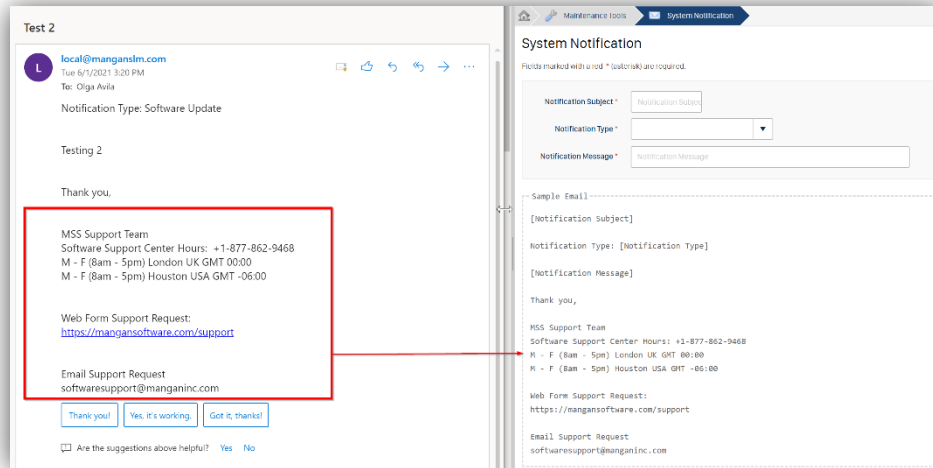 Test 2
L
local@manganslm.com
Tue 6/1/2021 3:20 PM
To: Olga Avila
Notification Type: Software Update
Testing 2
Thank you,
MSS Support Team
Software Support Center Hours: +1-877-862-9468
M - F (8am - 5pm) London UK GMT 00:00
M - F (8am - 5pm) Houston USA GMT -06:00
Web Form Support Request:
https://mangansoftware.com/support
Email Support Request
softwaresupport@manganinc.com
Thank you!
Yes, it's working.
Got it, thanks!
Are the suggestions above helpful? Yes No
Maintenance Tools
System Notification
System Notification
Fields marked with a red * (asterisk) are required.
Notification Subject *
Notification Subjec
Notification Type *
Notification Message *
Notification Message
Sample Email
[Notification Subject]
Notification Type: [Notification Type]
[Notification Message]
Thank you,
MSS Support Team
Software Support Center Hours: +1-877-862-9468
M - F (8am - 5pm) London UK GMT 00:00
M - F (8am - 5pm) Houston USA GMT -06:00
Web Form Support Request:
https://mangansoftware.com/support
Email Support Request
softwaresupport@manganinc.com